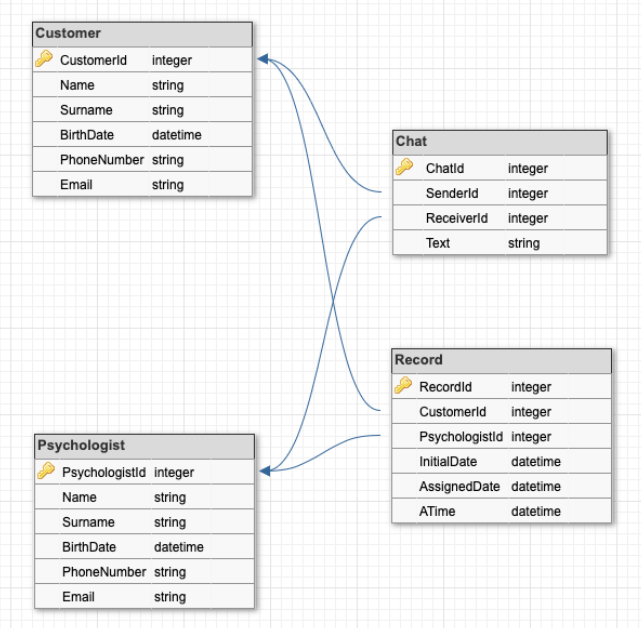 Customer
CustomerId integer
Name string
Surname string
BirthDate datetime
PhoneNumber string
Email string
Chat
ChatId integer
SenderId integer
ReceiverId integer
Text string
Record
RecordId integer
CustomerId integer
PsychologistId integer
InitialDate datetime
AssignedDate datetime
ATime datetime
Psychologist
PsychologistId integer
Name string
Surname string
BirthDate datetime
PhoneNumber string
Email string